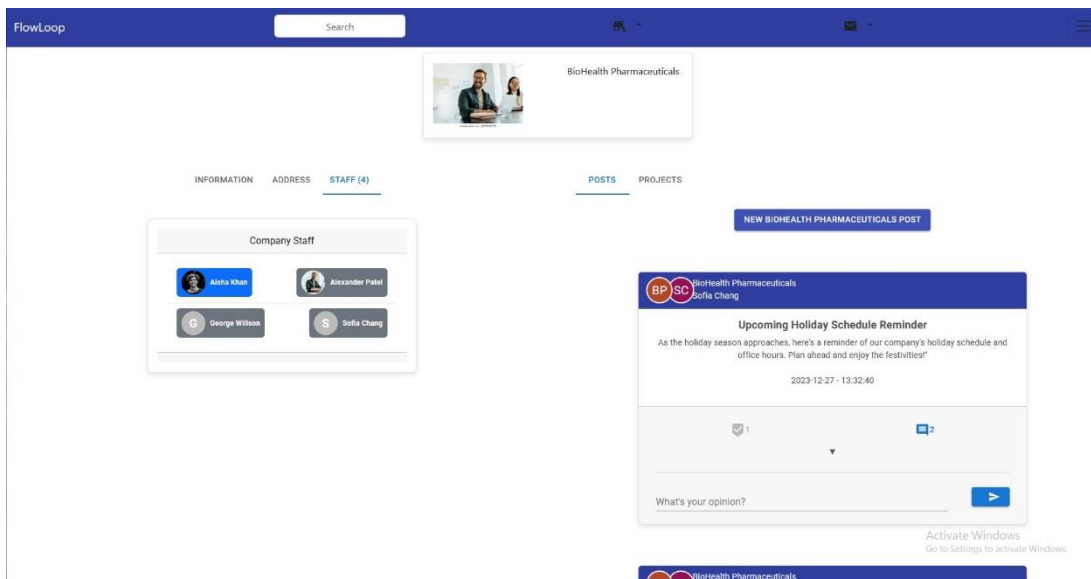 FlowLoop
Search
BioHealth Pharmaceuticals
INFORMATION ADDRESS STAFF (4)
POSTS PROJECTS
NEW BIOHEALTH PHARMACEUTICALS POST
Company Staff
Aisha Khan
Alexander Patel
G George Willson
S Sofia Chang
BP SC BioHealth Pharmaceuticals
Sofia Chang
Upcoming Holiday Schedule Reminder
As the holiday season approaches, here's a reminder of our company's holiday schedule and
office hours. Plan ahead and enjoy the festivities!"
2023-12-27 - 13:32:40
1
2
What's your opinion?
Activate Windows
Go to Settings to activate Windows.
BioHealth Pharmaceuticals